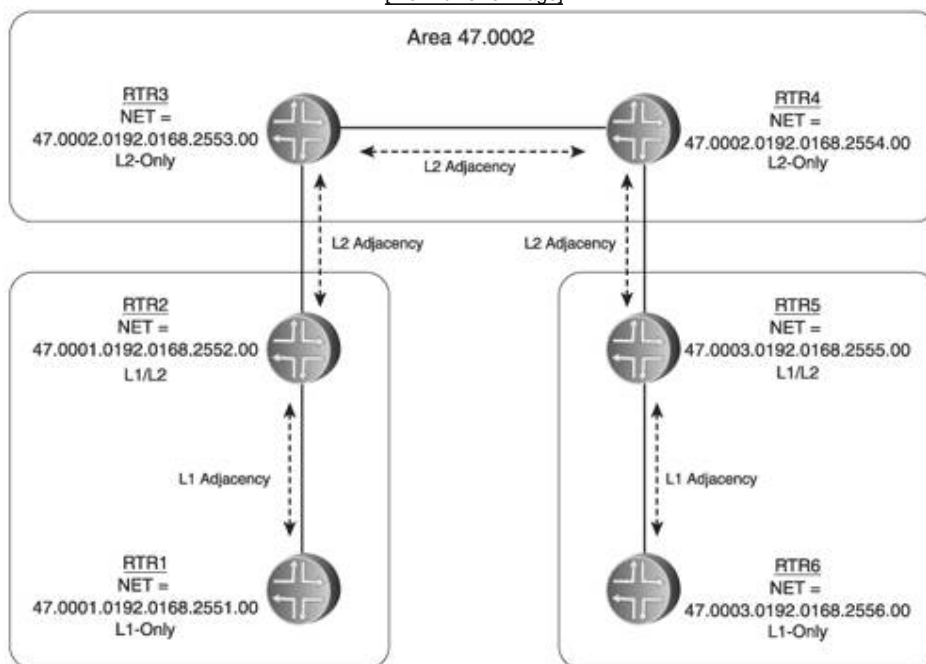 Area 47.0002
RTR3
NET =
47.0002.0192.0168.2553.00
L2-Only
RTR4
NET =
47.0002.0192.0168.2554.00
L2-Only
L2 Adjacency
L2 Adjacency
L2 Adjacency
RTR2
NET =
47.0001.0192.0168.2552.00
L1/L2
RTR5
NET =
47.0003.0192.0168.2555.00
L1/L2
L1 Adjacency
L1 Adjacency
RTR1
NET =
47.0001.0192.0168.2551.00
L1-Only
RTR6
NET =
47.0003.0192.0168.2556.00
L1-Only